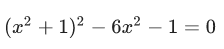 (x² + 1)² − 6x² − 1 = 0